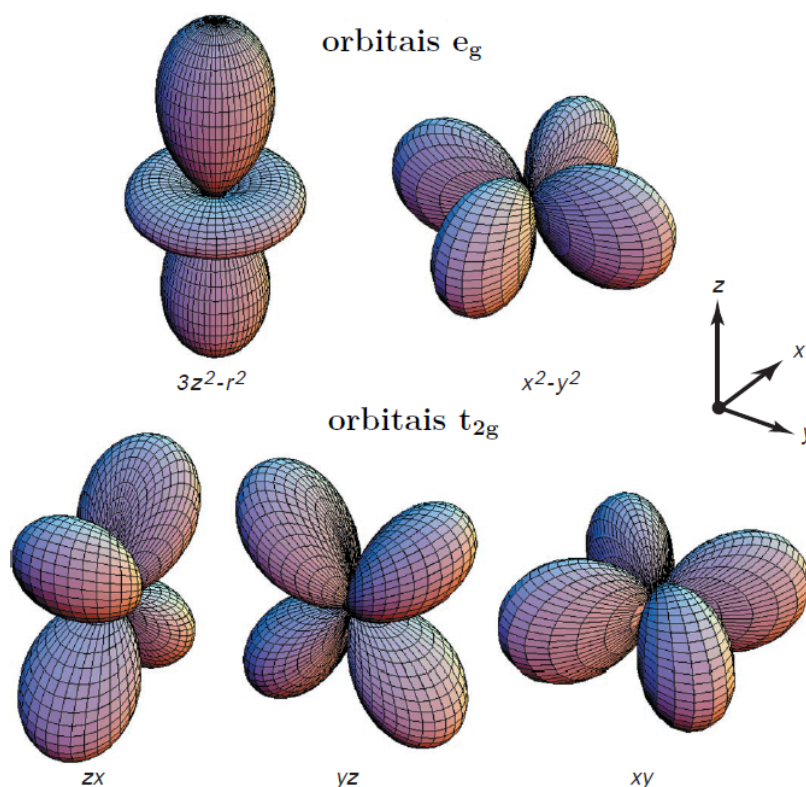 orbitais e_g
3z²-r²
x²-y²
z
x
y
orbitais t_2g
zx
yz
xy